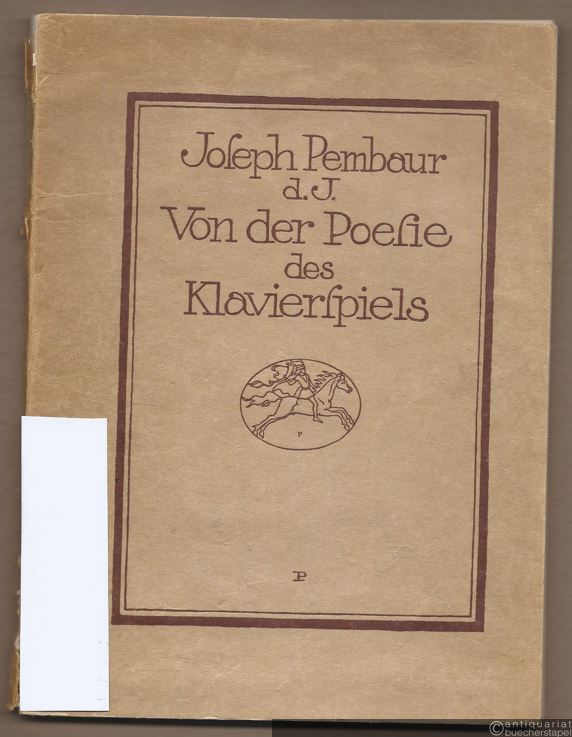 Joſeph Pembaur
d. J.
Von der Poeſie
des
Klavierſpiels
P
P
©antiquariat
buecherstapel